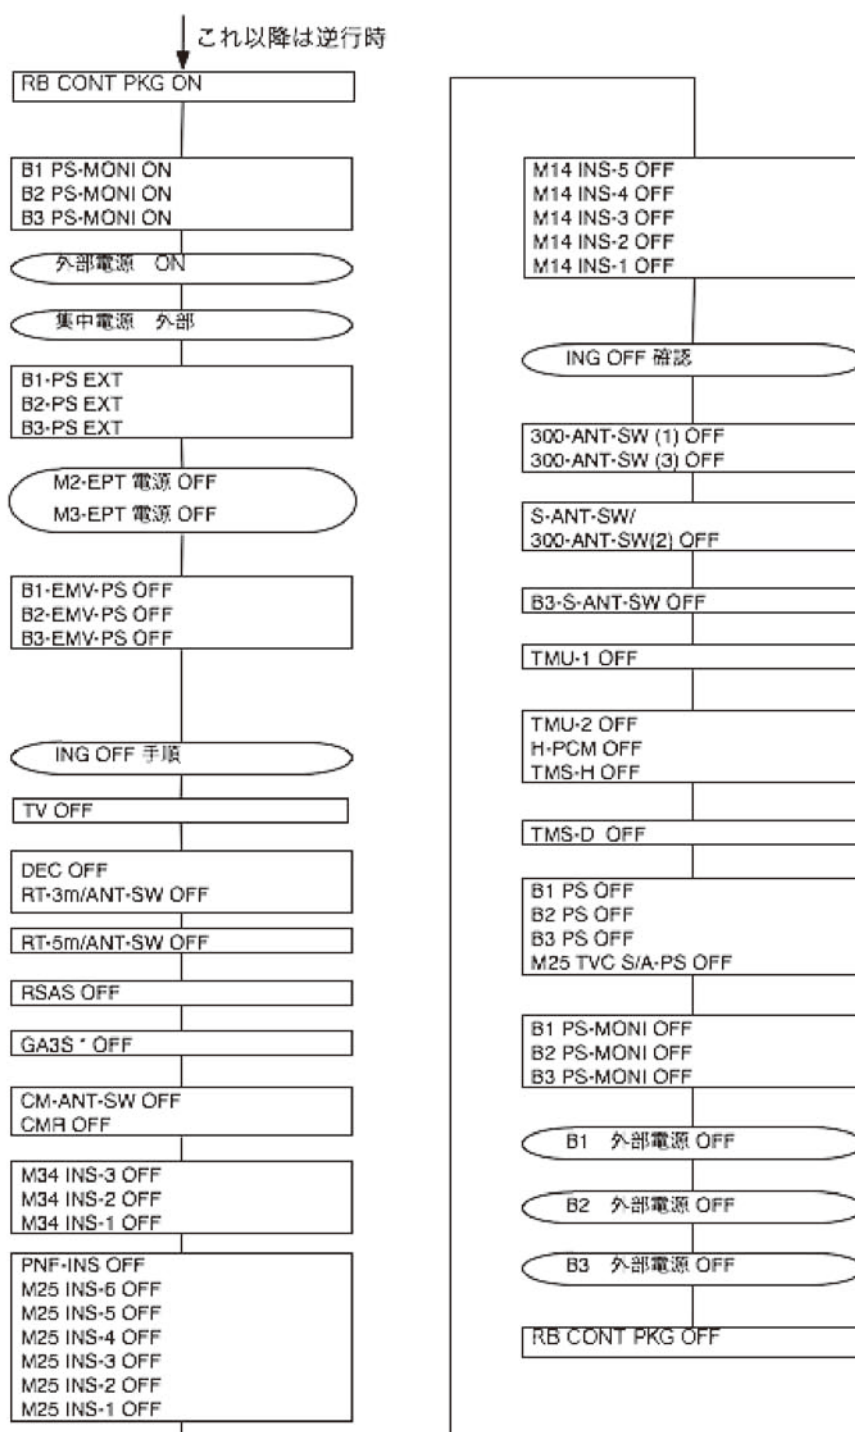 これ以降は逆行時
RB CONT PKG ON
B1 PS-MONI ON
B2 PS-MONI ON
B3 PS-MONI ON
外部電源 ON
集中電源 外部
B1-PS EXT
B2-PS EXT
B3-PS EXT
M2-EPT 電源 OFF
M3-EPT 電源 OFF
B1-EMV-PS OFF
B2-EMV-PS OFF
B3-EMV-PS OFF
ING OFF 手順
TV OFF
DEC OFF
RT-3m/ANT-SW OFF
RT-5m/ANT-SW OFF
RSAS OFF
GA3S * OFF
CM-ANT-SW OFF
CMR OFF
M34 INS-3 OFF
M34 INS-2 OFF
M34 INS-1 OFF
PNF-INS OFF
M25 INS-6 OFF
M25 INS-5 OFF
M25 INS-4 OFF
M25 INS-3 OFF
M25 INS-2 OFF
M25 INS-1 OFF
M14 INS-5 OFF
M14 INS-4 OFF
M14 INS-3 OFF
M14 INS-2 OFF
M14 INS-1 OFF
ING OFF 確認
300-ANT-SW (1) OFF
300-ANT-SW (3) OFF
S-ANT-SW/
300-ANT-SW(2) OFF
B3-S-ANT-SW OFF
TMU-1 OFF
TMU-2 OFF
H-PCM OFF
TMS-H OFF
TMS-D OFF
B1 PS OFF
B2 PS OFF
B3 PS OFF
M25 TVC S/A-PS OFF
B1 PS-MONI OFF
B2 PS-MONI OFF
B3 PS-MONI OFF
B1 外部電源 OFF
B2 外部電源 OFF
B3 外部電源 OFF
RB CONT PKG OFF